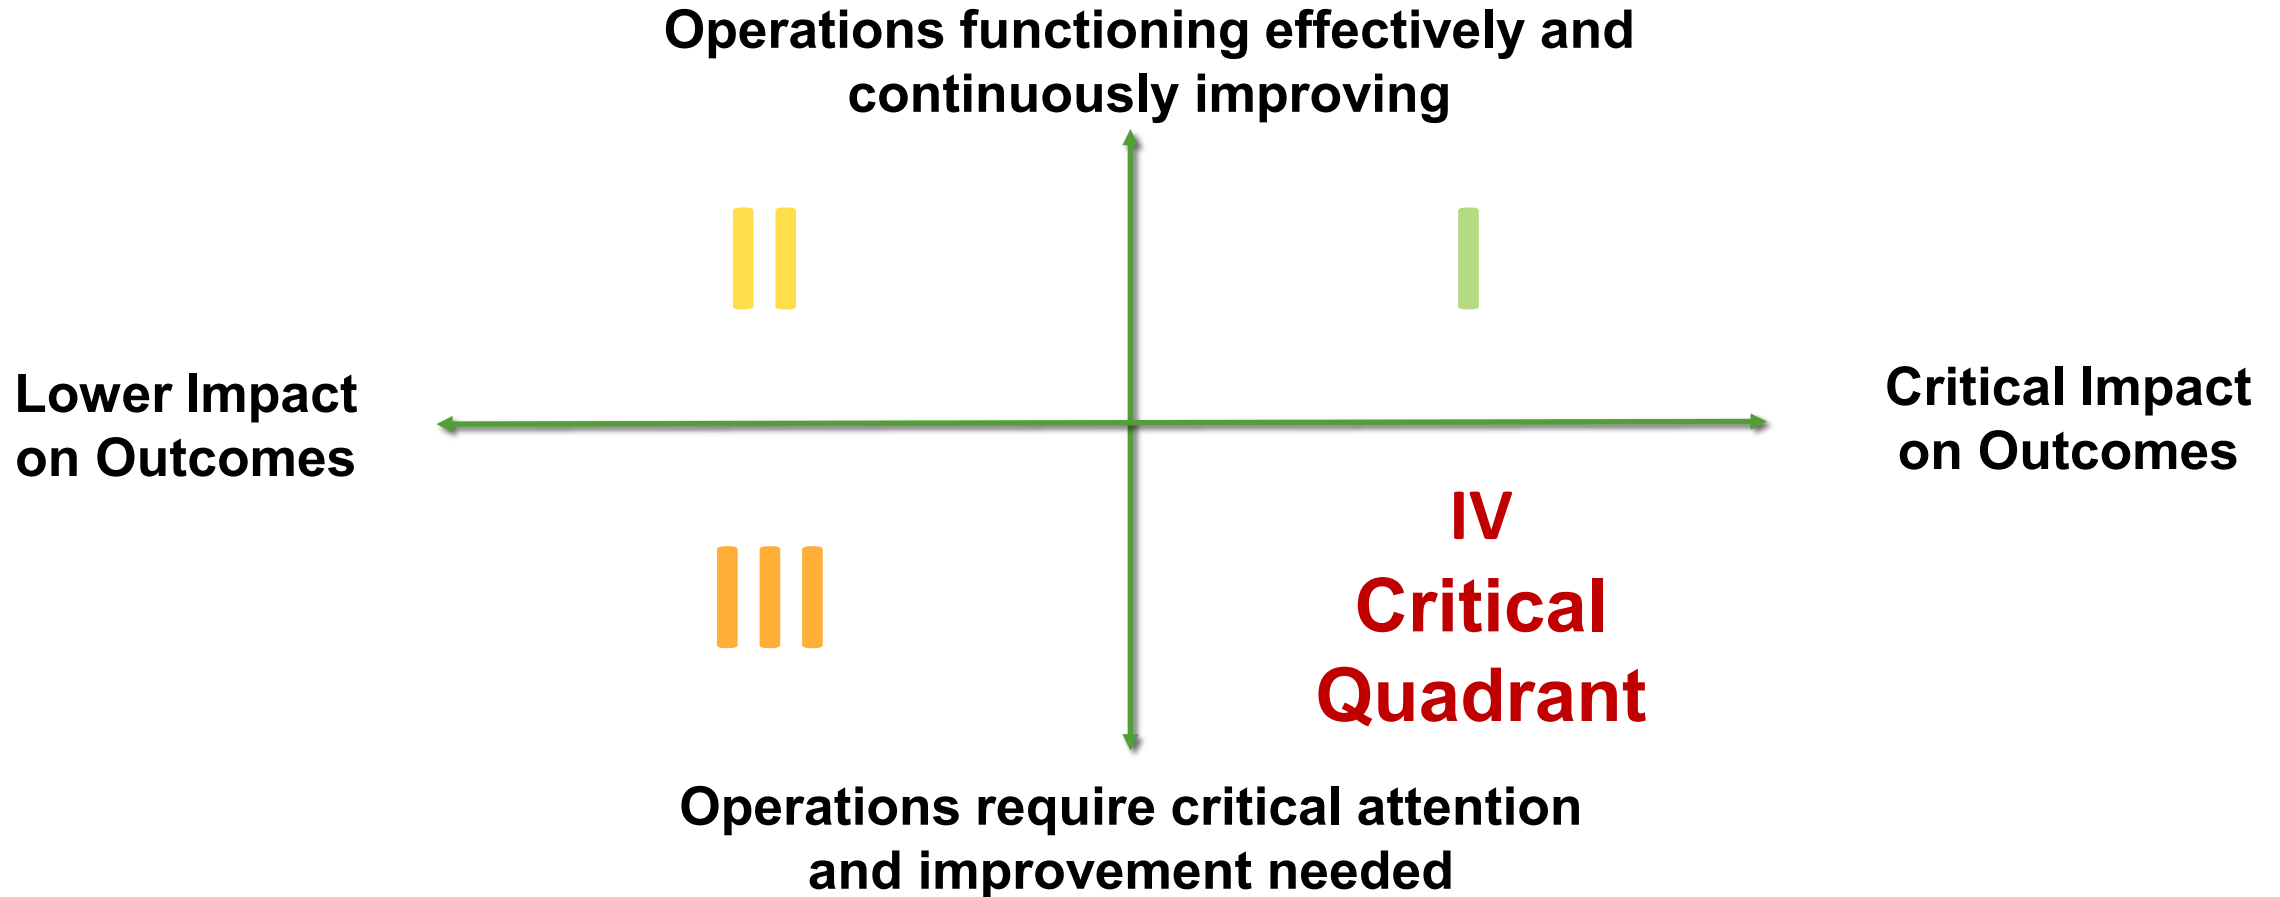 Operations functioning effectively and
continuously improving
II
I
Lower Impact
on Outcomes
Critical Impact
on Outcomes
III
IV
Critical
Quadrant
Operations require critical attention
and improvement needed